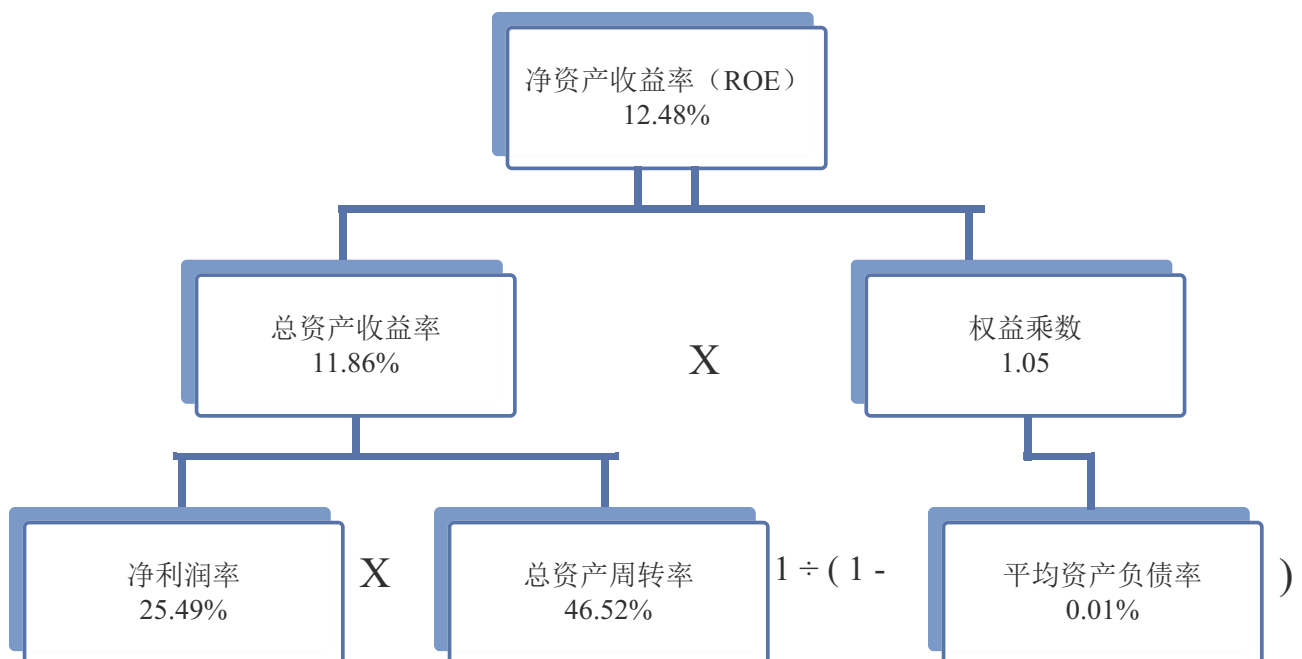 净资产收益率（ROE）
12.48%
总资产收益率
11.86%
X
权益乘数
1.05
净利润率
25.49%
X
总资产周转率
46.52%
1 ÷ ( 1 -
平均资产负债率
0.01%
)